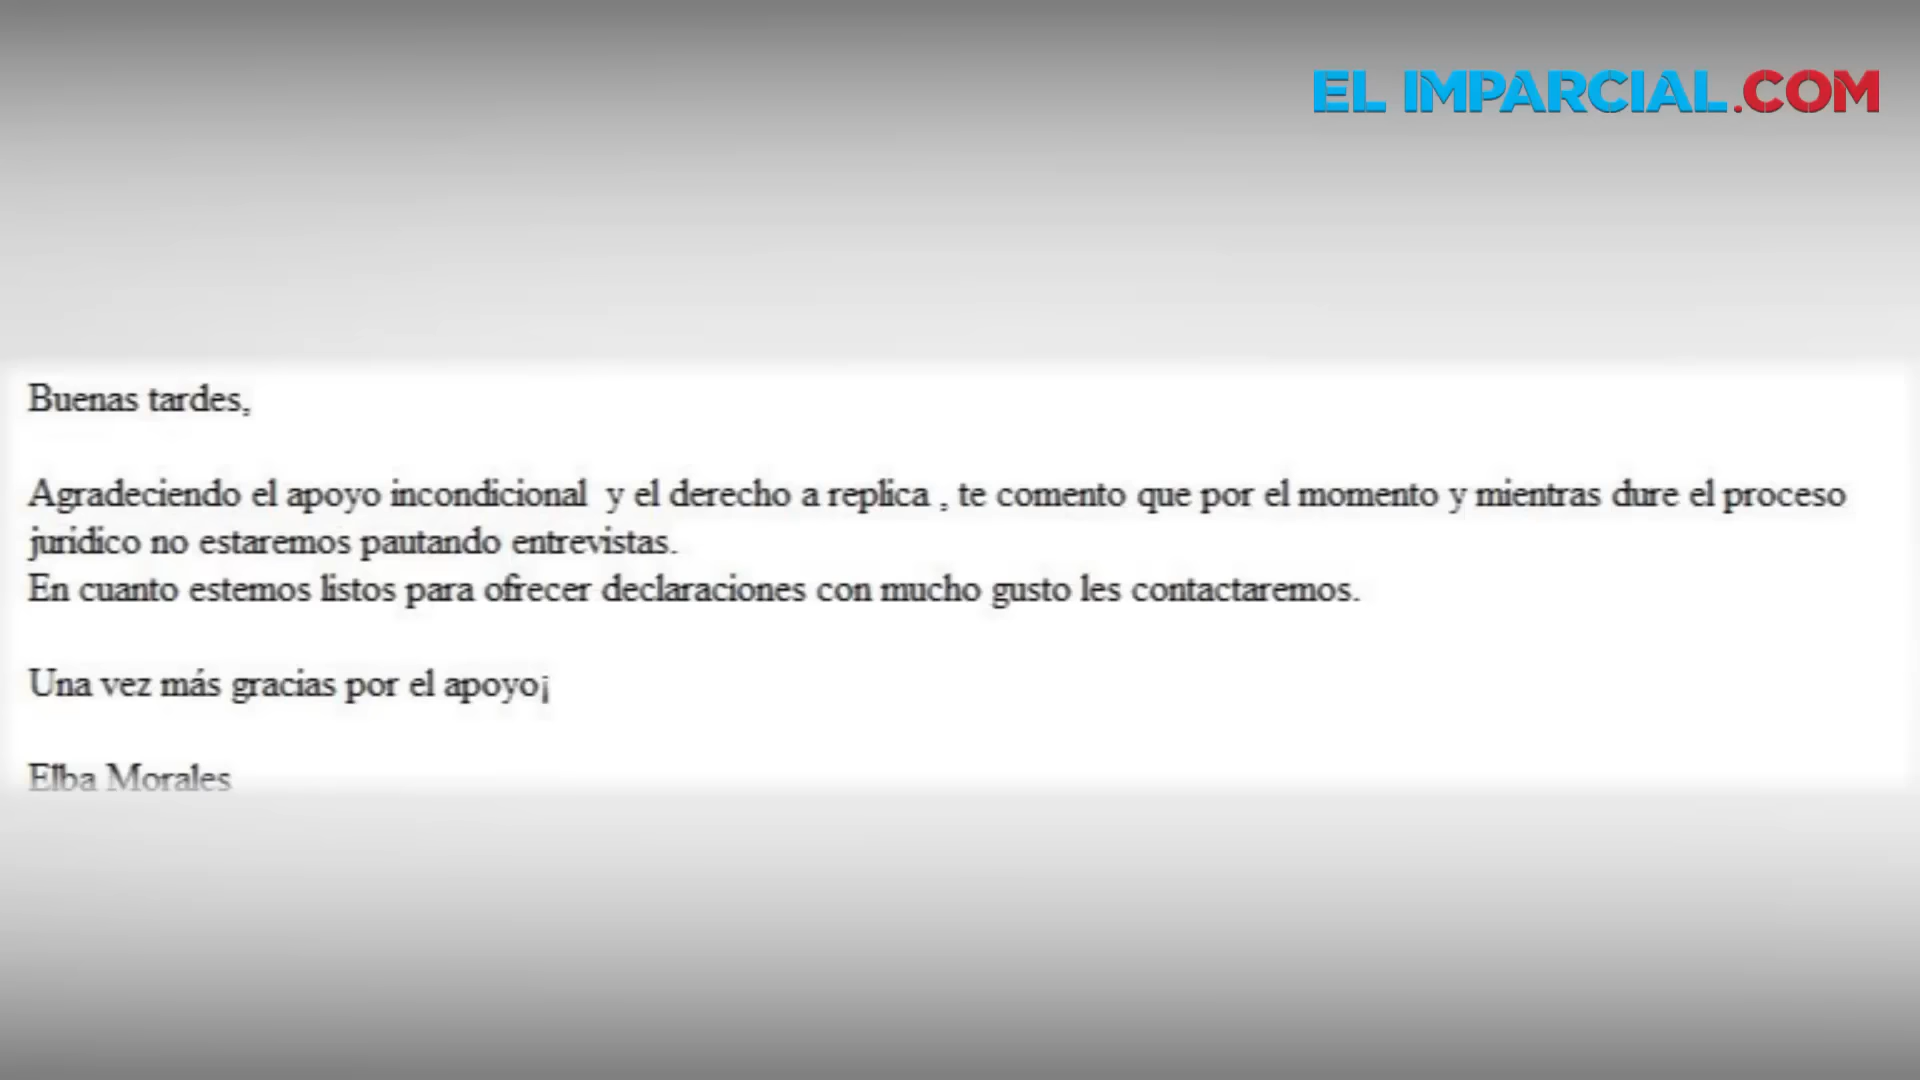 EL IMPARCIAL.COM
Buenas tardes,
Agradeciendo el apoyo incondicional y el derecho a replica , te comento que por el momento y mientras dure el proceso
juridico no estaremos pautando entrevistas.
En cuanto estemos listos para ofrecer declaraciones con mucho gusto les contactaremos.
Una vez más gracias por el apoyo¡
Elba Morales